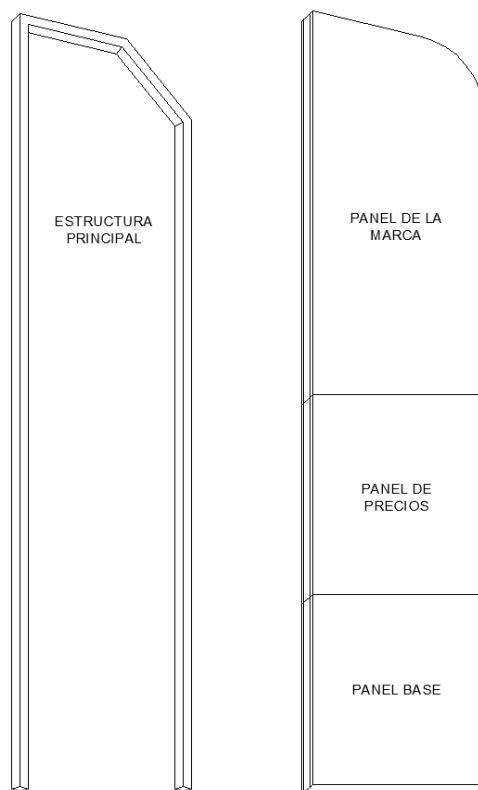 ESTRUCTURA
PRINCIPAL
PANEL DE LA
MARCA
PANEL DE
PRECIOS
PANEL BASE